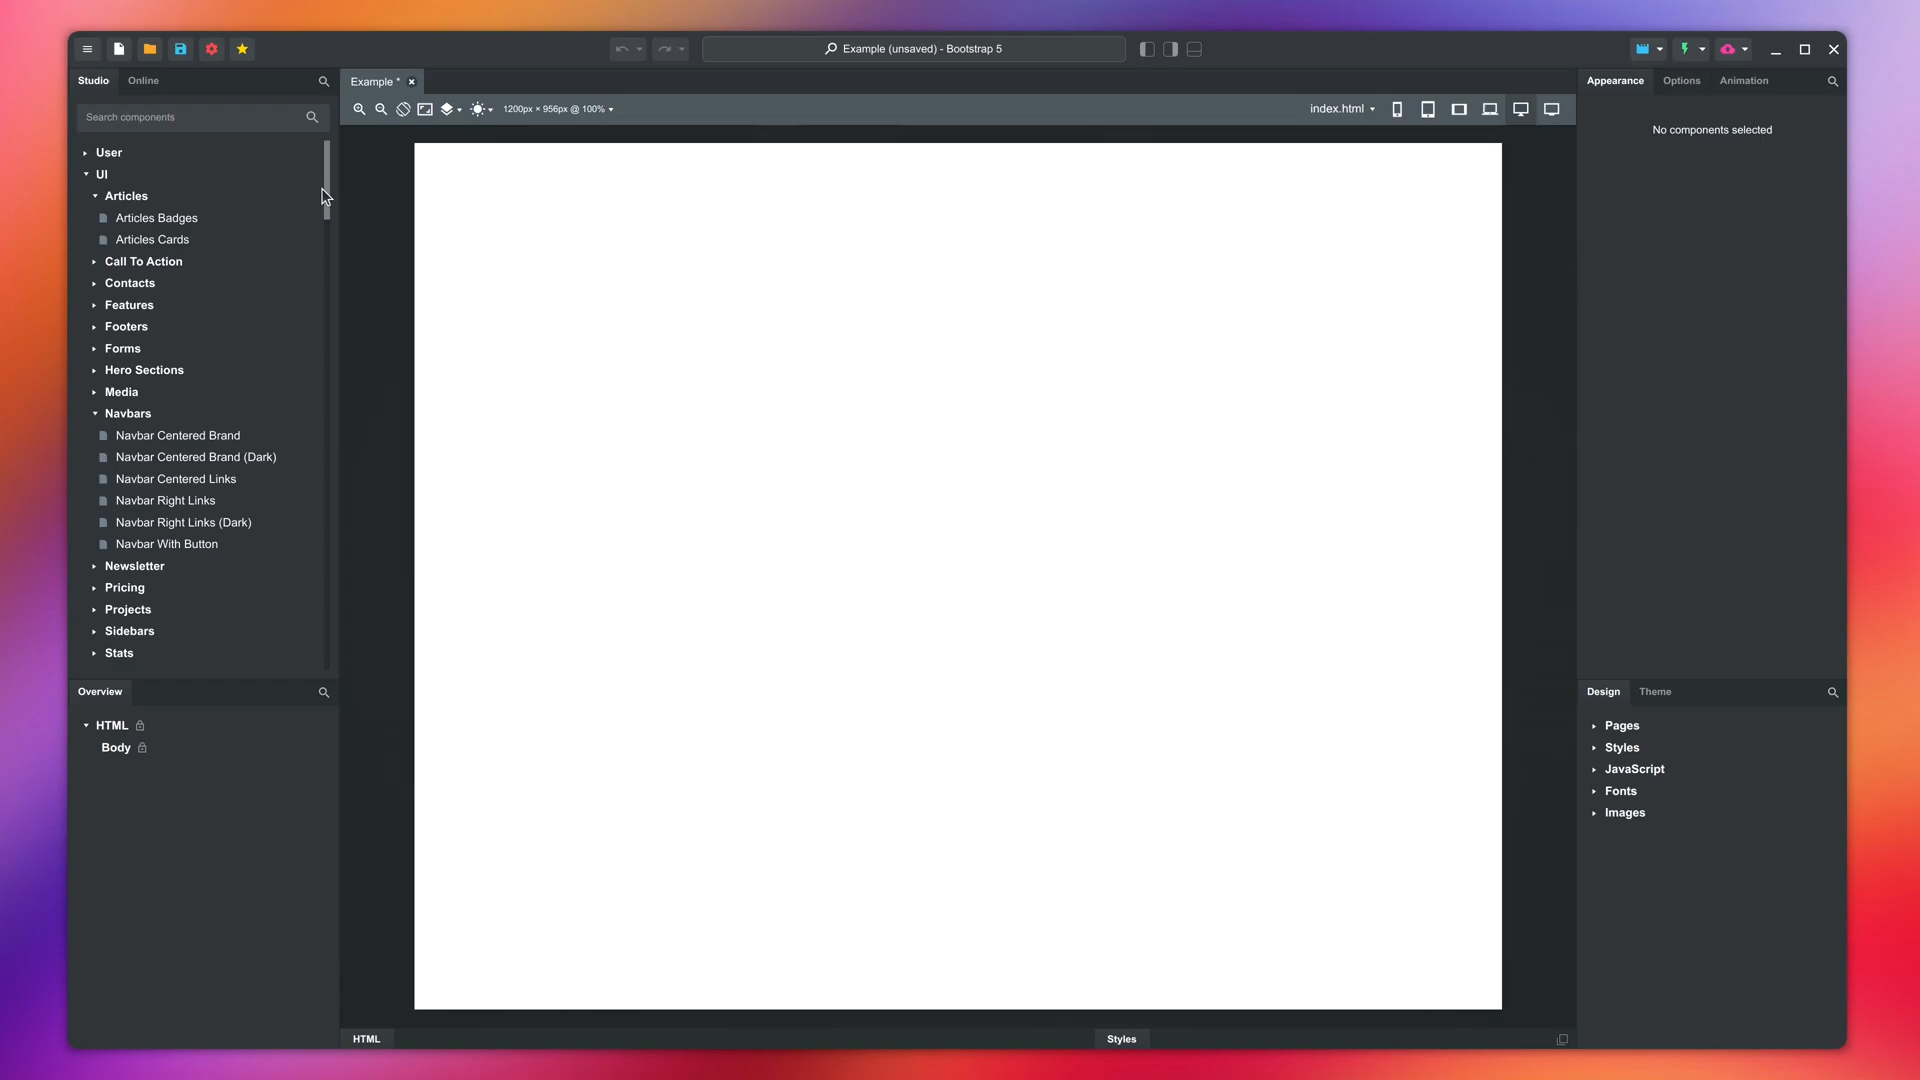 Example (unsaved) - Bootstrap 5
Studio
Online
Search components
User
UI
Articles
Articles Badges
Articles Cards
Call To Action
Contacts
Features
Footers
Forms
Hero Sections
Media
Navbars
Navbar Centered Brand
Navbar Centered Brand (Dark)
Navbar Centered Links
Navbar Right Links
Navbar Right Links (Dark)
Navbar With Button
Newsletter
Pricing
Projects
Sidebars
Stats
Overview
HTML
Body
Example *
1200px × 956px @ 100%
index.html
HTML
Styles
Appearance
Options
Animation
No components selected
Design
Theme
Pages
Styles
JavaScript
Fonts
Images